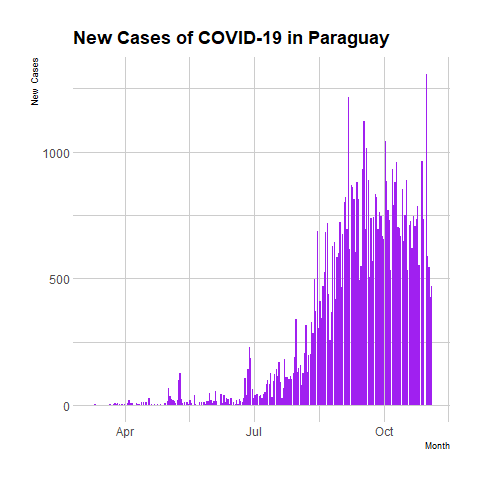 New Cases of COVID-19 in Paraguay
New Cases
1000
500
0
Apr
Jul
Oct
Month